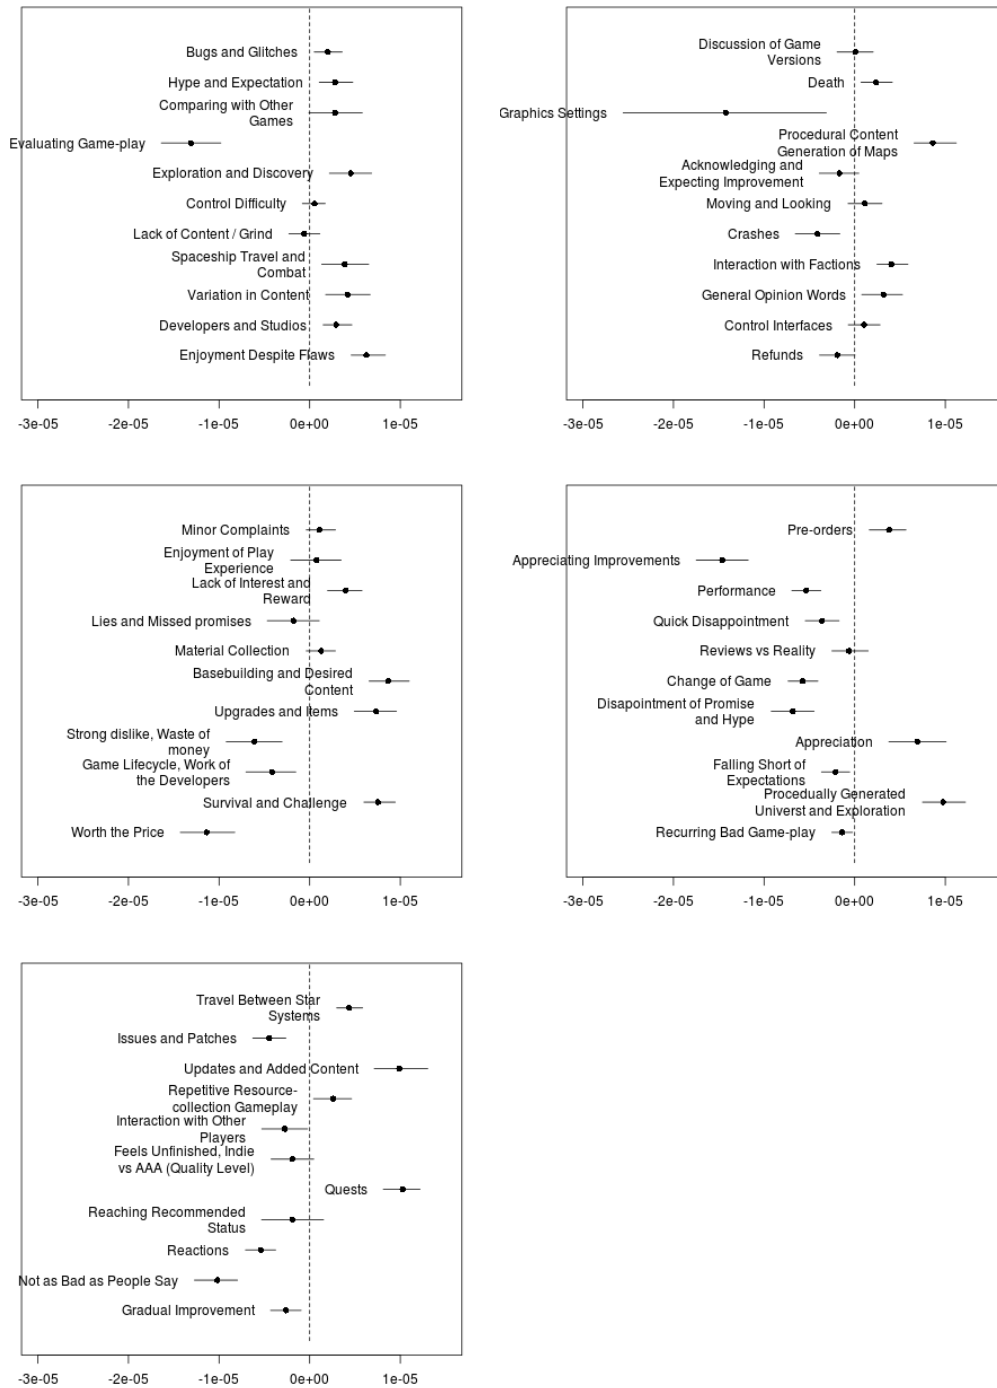 Bugs and Glitches
Hype and Expectation
Comparing with Other
Games
Evaluating Game-play
Exploration and Discovery
Control Difficulty
Lack of Content / Grind
Spaceship Travel and
Combat
Variation in Content
Developers and Studios
Enjoyment Despite Flaws
-3e-05 -2e-05 -1e-05 0e+00 1e-05
Discussion of Game
Versions
Death
Graphics Settings
Procedural Content
Generation of Maps
Acknowledging and
Expecting Improvement
Moving and Looking
Crashes
Interaction with Factions
General Opinion Words
Control Interfaces
Refunds
-3e-05 -2e-05 -1e-05 0e+00 1e-05
Minor Complaints
Enjoyment of Play
Experience
Lack of Interest and
Reward
Lies and Missed promises
Material Collection
Basebuilding and Desired
Content
Upgrades and Items
Strong dislike, Waste of
money
Game Lifecycle, Work of
the Developers
Survival and Challenge
Worth the Price
-3e-05 -2e-05 -1e-05 0e+00 1e-05
Pre-orders
Appreciating Improvements
Performance
Quick Disappointment
Reviews vs Reality
Change of Game
Disapointment of Promise
and Hype
Appreciation
Falling Short of
Expectations
Procedually Generated
Universt and Exploration
Recurring Bad Game-play
-3e-05 -2e-05 -1e-05 0e+00 1e-05
Travel Between Star
Systems
Issues and Patches
Updates and Added Content
Repetitive Resource-
collection Gameplay
Interaction with Other
Players
Feels Unfinished, Indie
vs AAA (Quality Level)
Quests
Reaching Recommended
Status
Reactions
Not as Bad as People Say
Gradual Improvement
-3e-05 -2e-05 -1e-05 0e+00 1e-05